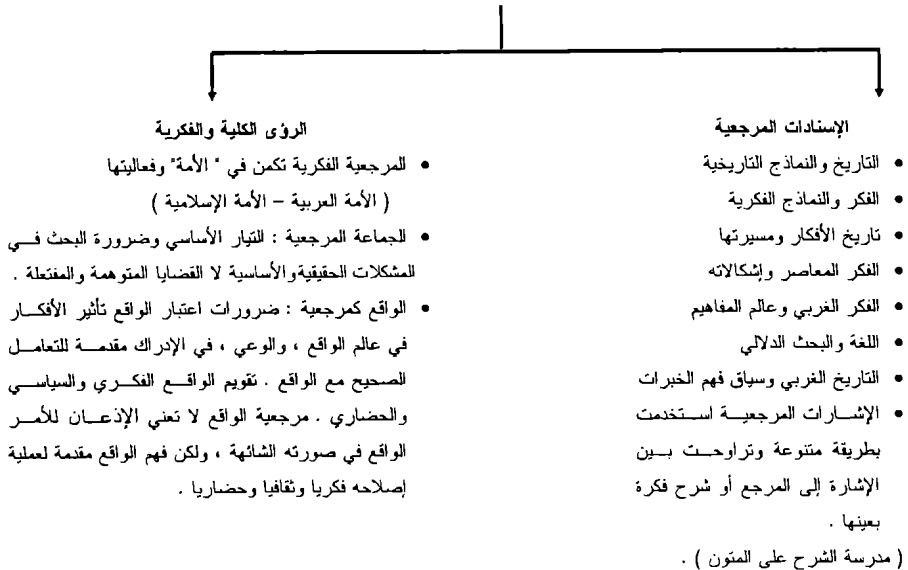 الإسنادات المرجعية
• التاريخ والنماذج التاريخية
• الفكر والنماذج الفكرية
• تاريخ الأفكار ومسيرتها
• الفكر المعاصر وإشكالاته
• الفكر الغربي وعالم المفاهيم
• اللغة والبحث الدلالي
• التاريخ الغربي وسياق فهم الخبرات
• الإشارات المرجعية استخدمت
بطريقة متنوعة وتراوحت بين
الإشارة إلى المرجع أو شرح فكرة
بعينها .
( مدرسة الشرح على المتون ) .
الرؤى الكلية والفكرية
• المرجعية الفكرية تكمن في " الأمة" وفعاليتها
( الأمة العربية – الأمة الإسلامية )
• الجماعة المرجعية : التيار الأساسي وضرورة البحث في
المشكلات الحقيقية والأساسية لا القضايا المتوهمة والمفتعلة .
• الواقع كمرجعية : ضرورات اعتبار الواقع تأثير الأفكار
في عالم الواقع ، والوعي ، في الإدراك مقدمة للتعامل
الصحيح مع الواقع . تقويم الواقع الفكري والسياسي
والحضاري . مرجعية الواقع لا تعني الإذعان للأمر
الواقع في صورته الشائهة ، ولكن فهم الواقع مقدمة لعملية
إصلاحه فكريا وثقافيا وحضاريا .